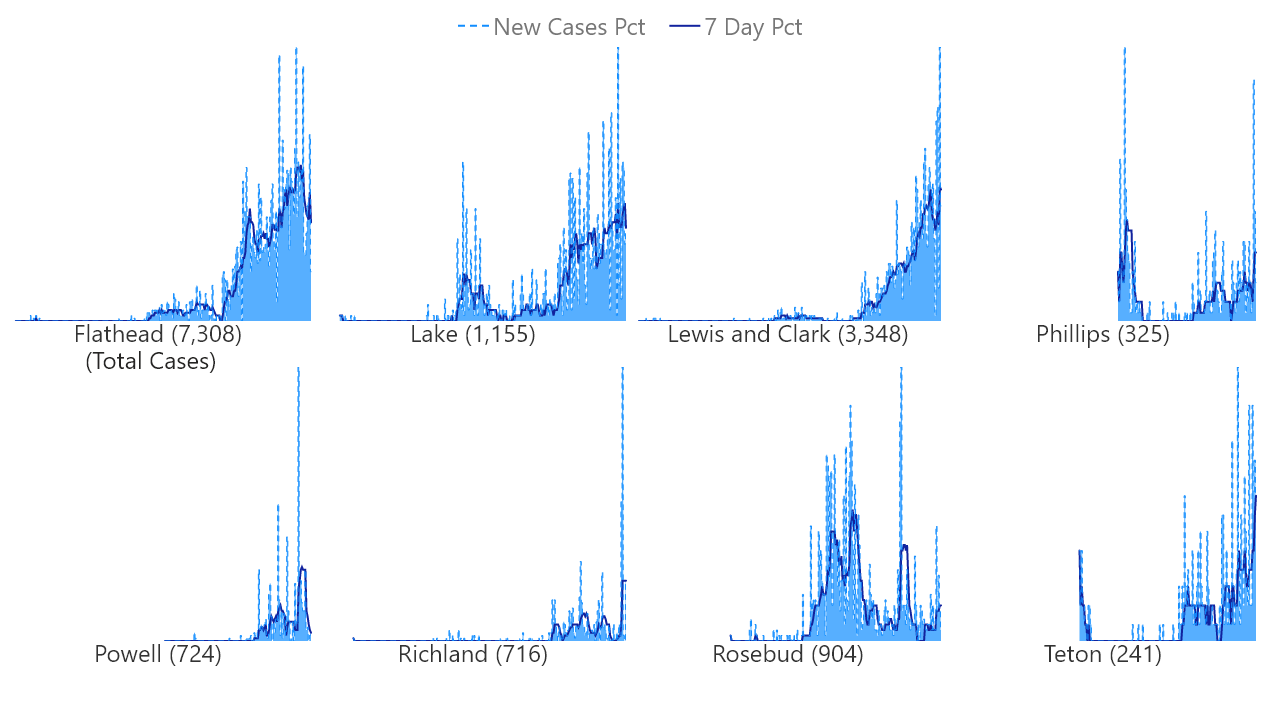 New Cases Pct 7 Day Pct
Flathead (7,308)
(Total Cases)
Lake (1,155)
Lewis and Clark (3,348)
Phillips (325)
Powell (724)
Richland (716)
Rosebud (904)
Teton (241)